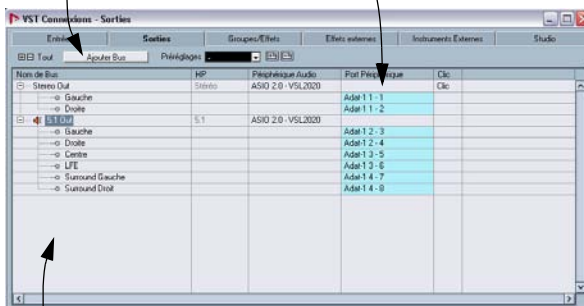 VST Connexions - Sorties
Entrées Sorties Groupes/Effets Effets externes Instruments Externes Studio
Tout Ajouter Bus Préréglages -
Nom de Bus HP Périphérique Audio Port Périphérique Clic
Stereo Out Stéréo ASIO 2.0 - VSL2020 Clic
Gauche Adat-1 1 - 1
Droite Adat-1 1 - 2
5.1 Out 5.1 ASIO 2.0 - VSL2020
Gauche Adat-1 2 - 3
Droite Adat-1 2 - 4
Centre Adat-1 3 - 5
LFE Adat-1 3 - 6
Surround Gauche Adat-1 4 - 7
Surround Droit Adat-1 4 - 8